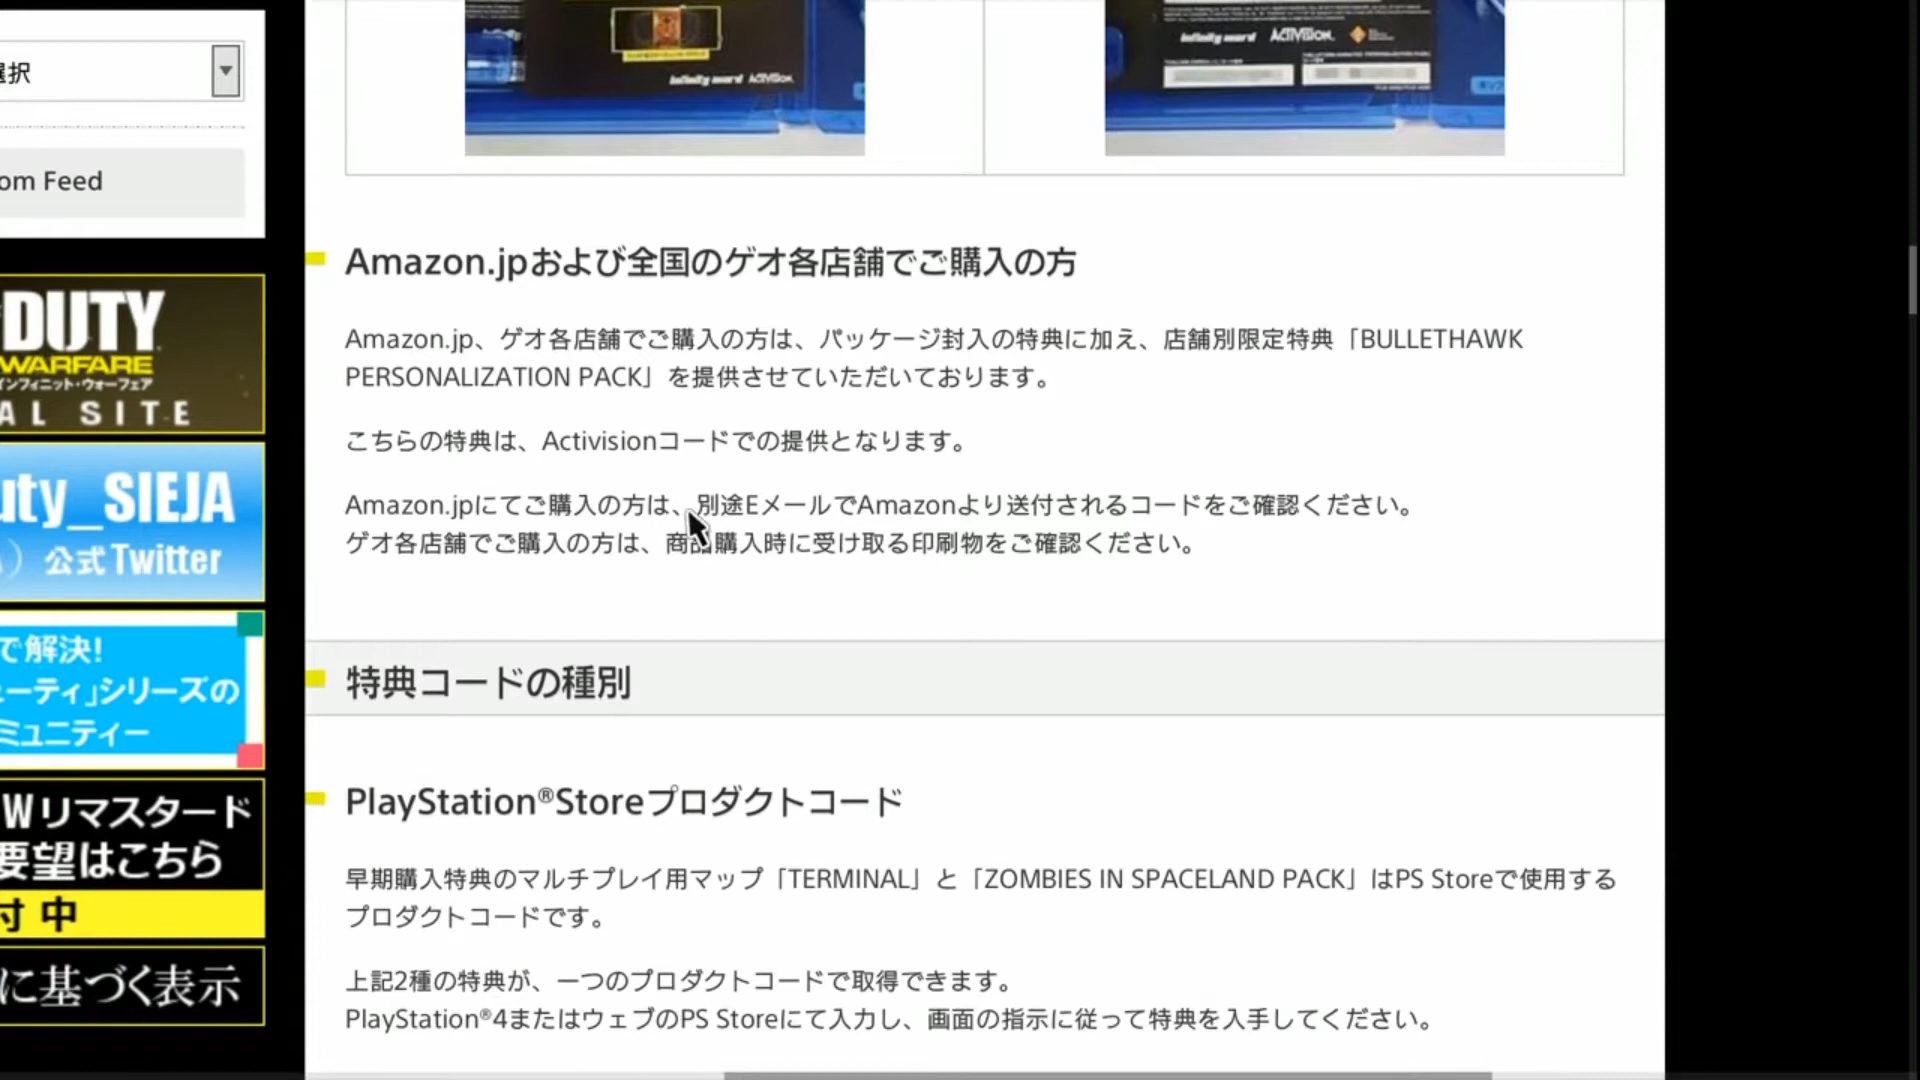 選択
om Feed
DUTY
WARFARE
インフィニット・ウォーフェア
AL SITE
uty_SIEJA
）公式Twitter
で解決!
ューティ」シリーズの
ミュニティー
Wリマスタード
要望はこちら
付中
に基づく表示
infinity ward ACTIVISION
infinity ward ACTIVISION
Amazon.jpおよび全国のゲオ各店舗でご購入の方
Amazon.jp、ゲオ各店舗でご購入の方は、パッケージ封入の特典に加え、店舗別限定特典「BULLETHAWK
PERSONALIZATION PACK」を提供させていただいております。
こちらの特典は、Activisionコードでの提供となります。
Amazon.jpにてご購入の方は、別途EメールでAmazonより送付されるコードをご確認ください。
ゲオ各店舗でご購入の方は、商品購入時に受け取る印刷物をご確認ください。
特典コードの種別
PlayStation®Storeプロダクトコード
早期購入特典のマルチプレイ用マップ「TERMINAL」と「ZOMBIES IN SPACELAND PACK」はPS Storeで使用する
プロダクトコードです。
上記2種の特典が、一つのプロダクトコードで取得できます。
PlayStation®4またはウェブのPS Storeにて入力し、画面の指示に従って特典を入手してください。